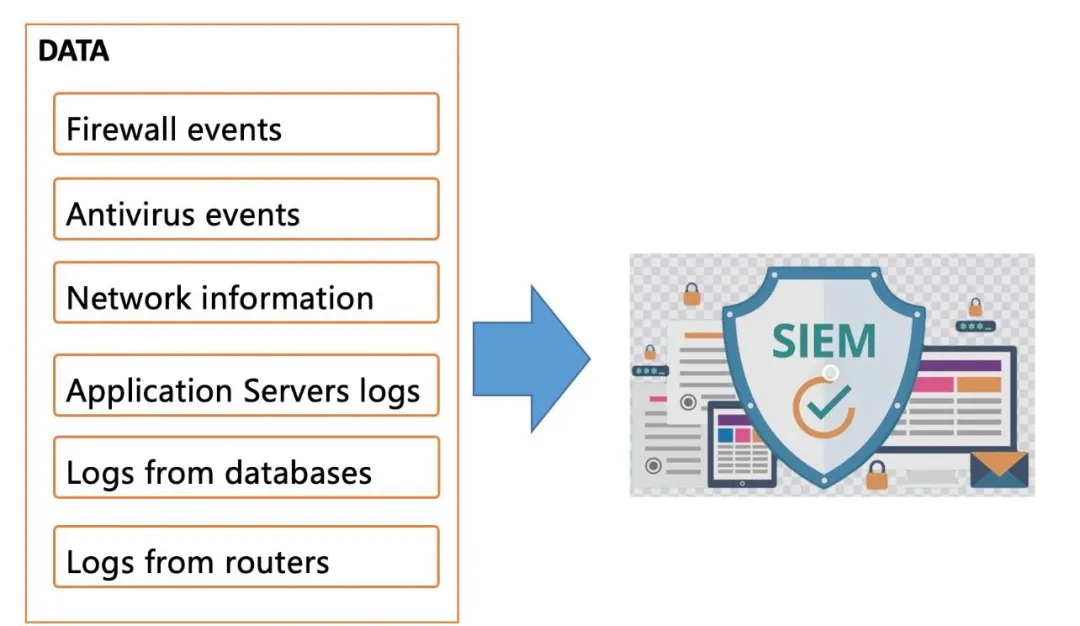 DATA
Firewall events
Antivirus events
Network information
Application Servers logs
Logs from databases
Logs from routers
SIEM
***_
***_